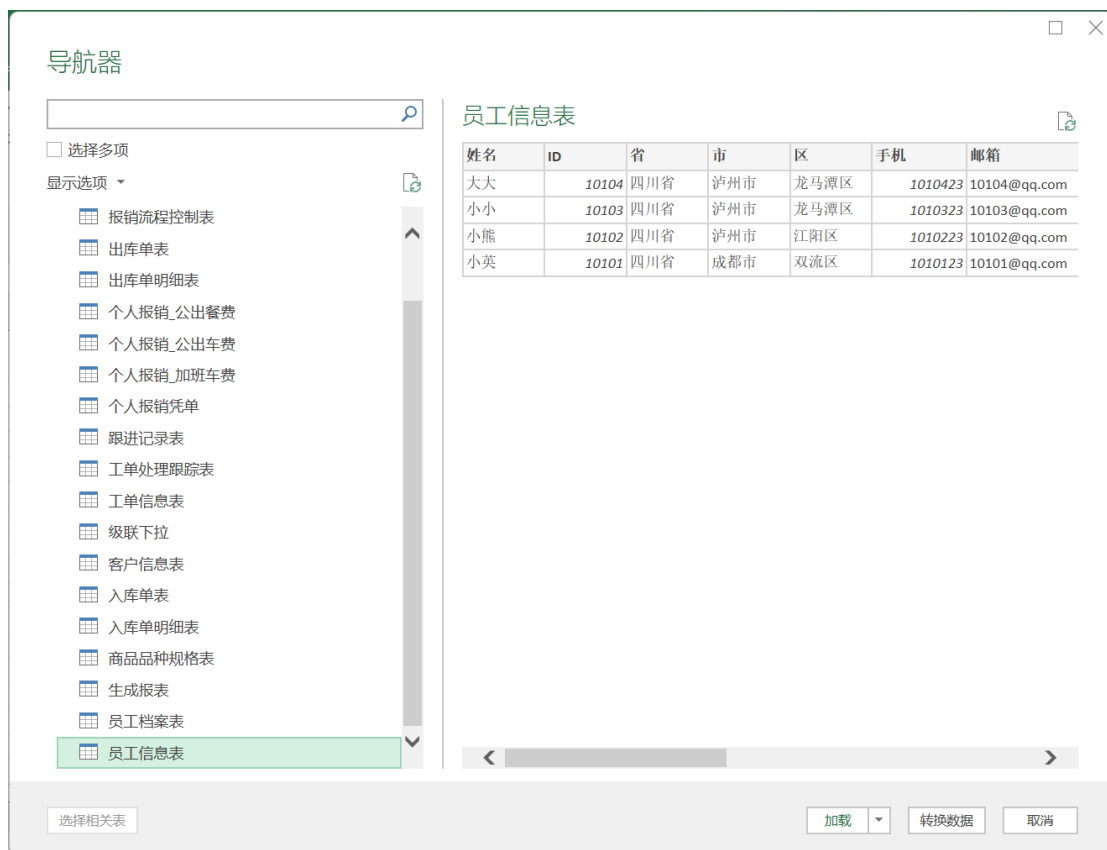 导航器
选择多项
显示选项
报销流程控制表
出库单表
出库单明细表
个人报销_公出餐费
个人报销_公出车费
个人报销_加班车费
个人报销凭单
跟进记录表
工单处理跟踪表
工单信息表
级联下拉
客户信息表
入库单表
入库单明细表
商品品种规格表
生成报表
员工档案表
员工信息表
员工信息表
姓名 ID 省 市 区 手机 邮箱
大大 10104 四川省 泸州市 龙马潭区 1010423 10104@qq.com
小小 10103 四川省 泸州市 龙马潭区 1010323 10103@qq.com
小熊 10102 四川省 泸州市 江阳区 1010223 10102@qq.com
小英 10101 四川省 成都市 双流区 1010123 10101@qq.com
选择相关表 加载 转换数据 取消